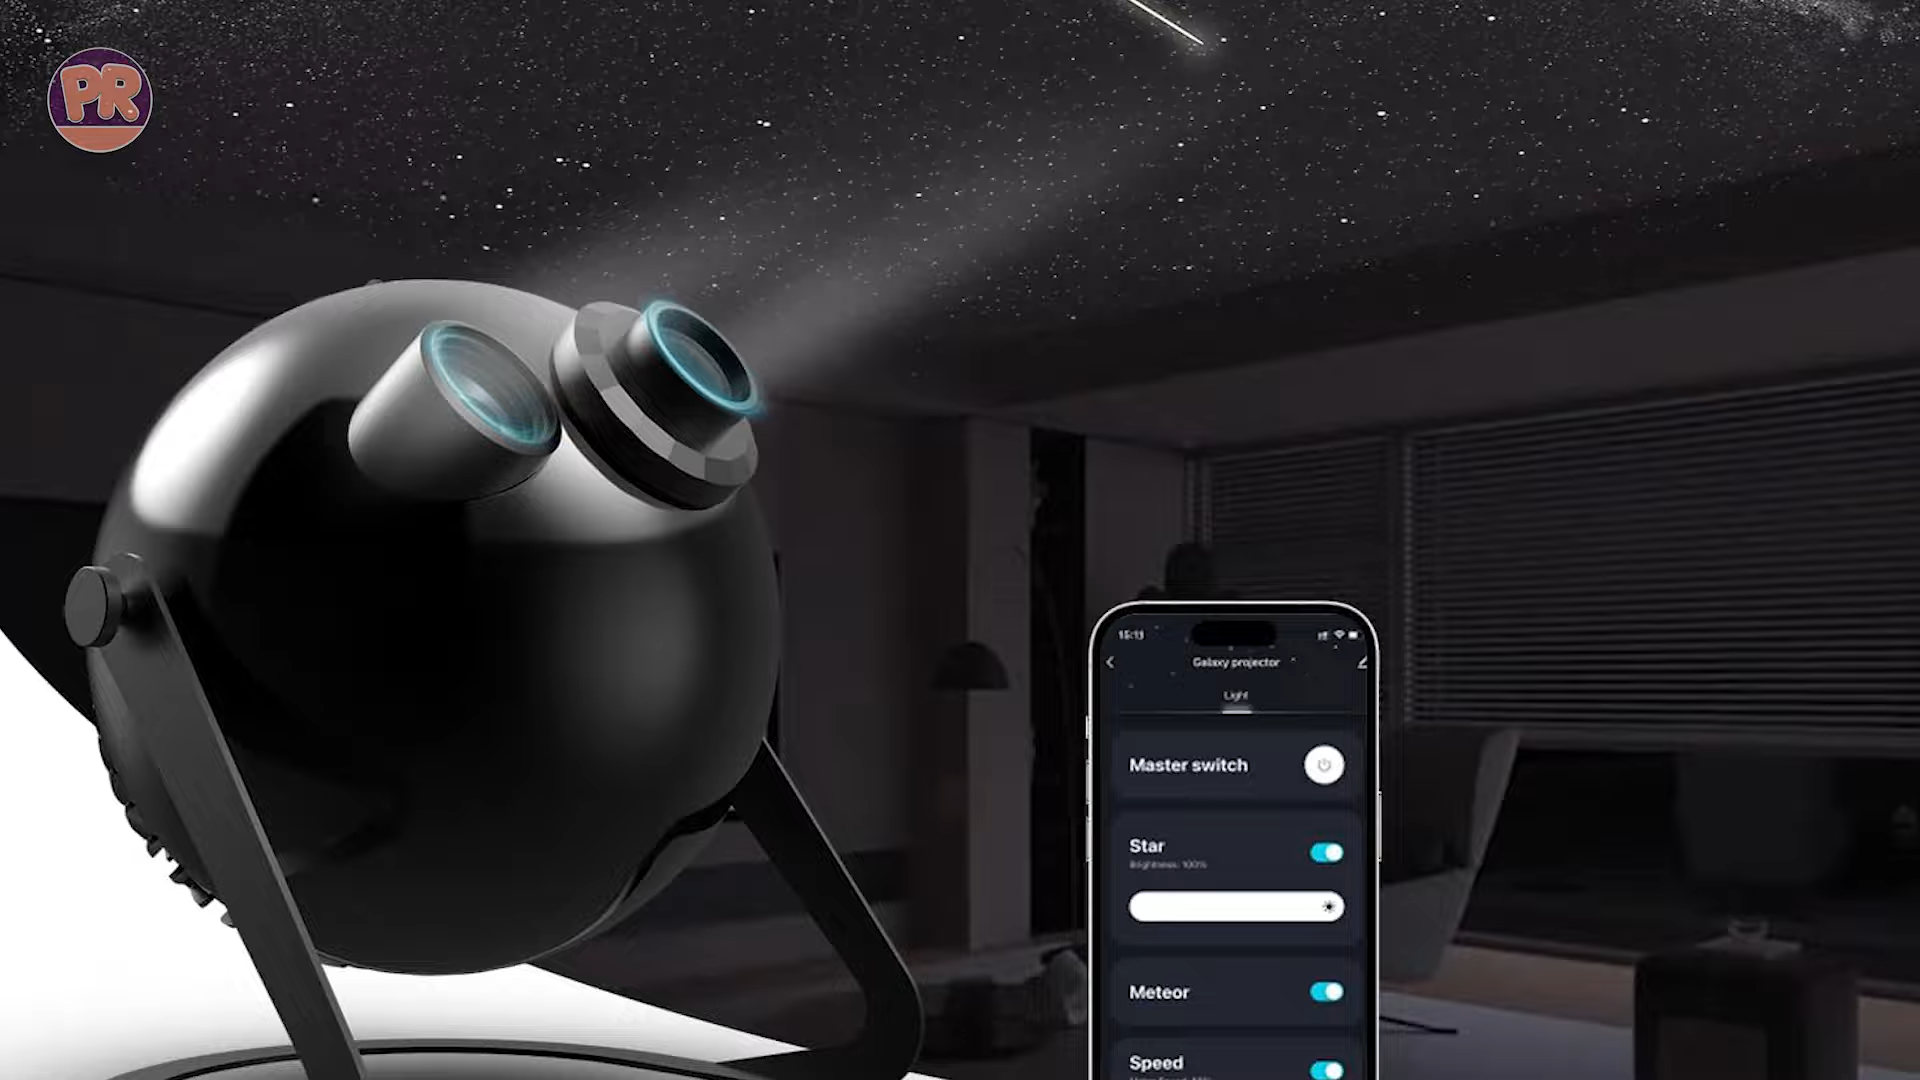 PR
15:13
Galaxy projector
Light
Master switch
Star
Brightness: 100%
Meteor
Speed